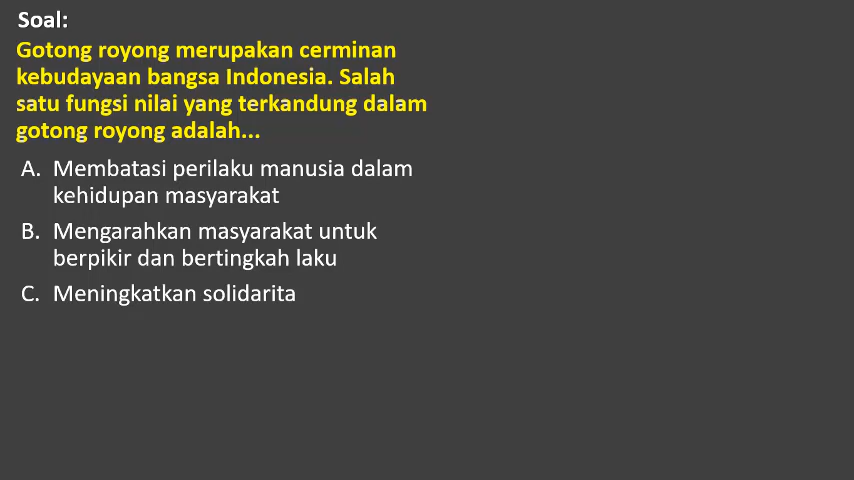 Soal:
Gotong royong merupakan cerminan
kebudayaan bangsa Indonesia. Salah
satu fungsi nilai yang terkandung dalam
gotong royong adalah...
A. Membatasi perilaku manusia dalam
kehidupan masyarakat
B. Mengarahkan masyarakat untuk
berpikir dan bertingkah laku
C. Meningkatkan solidarita